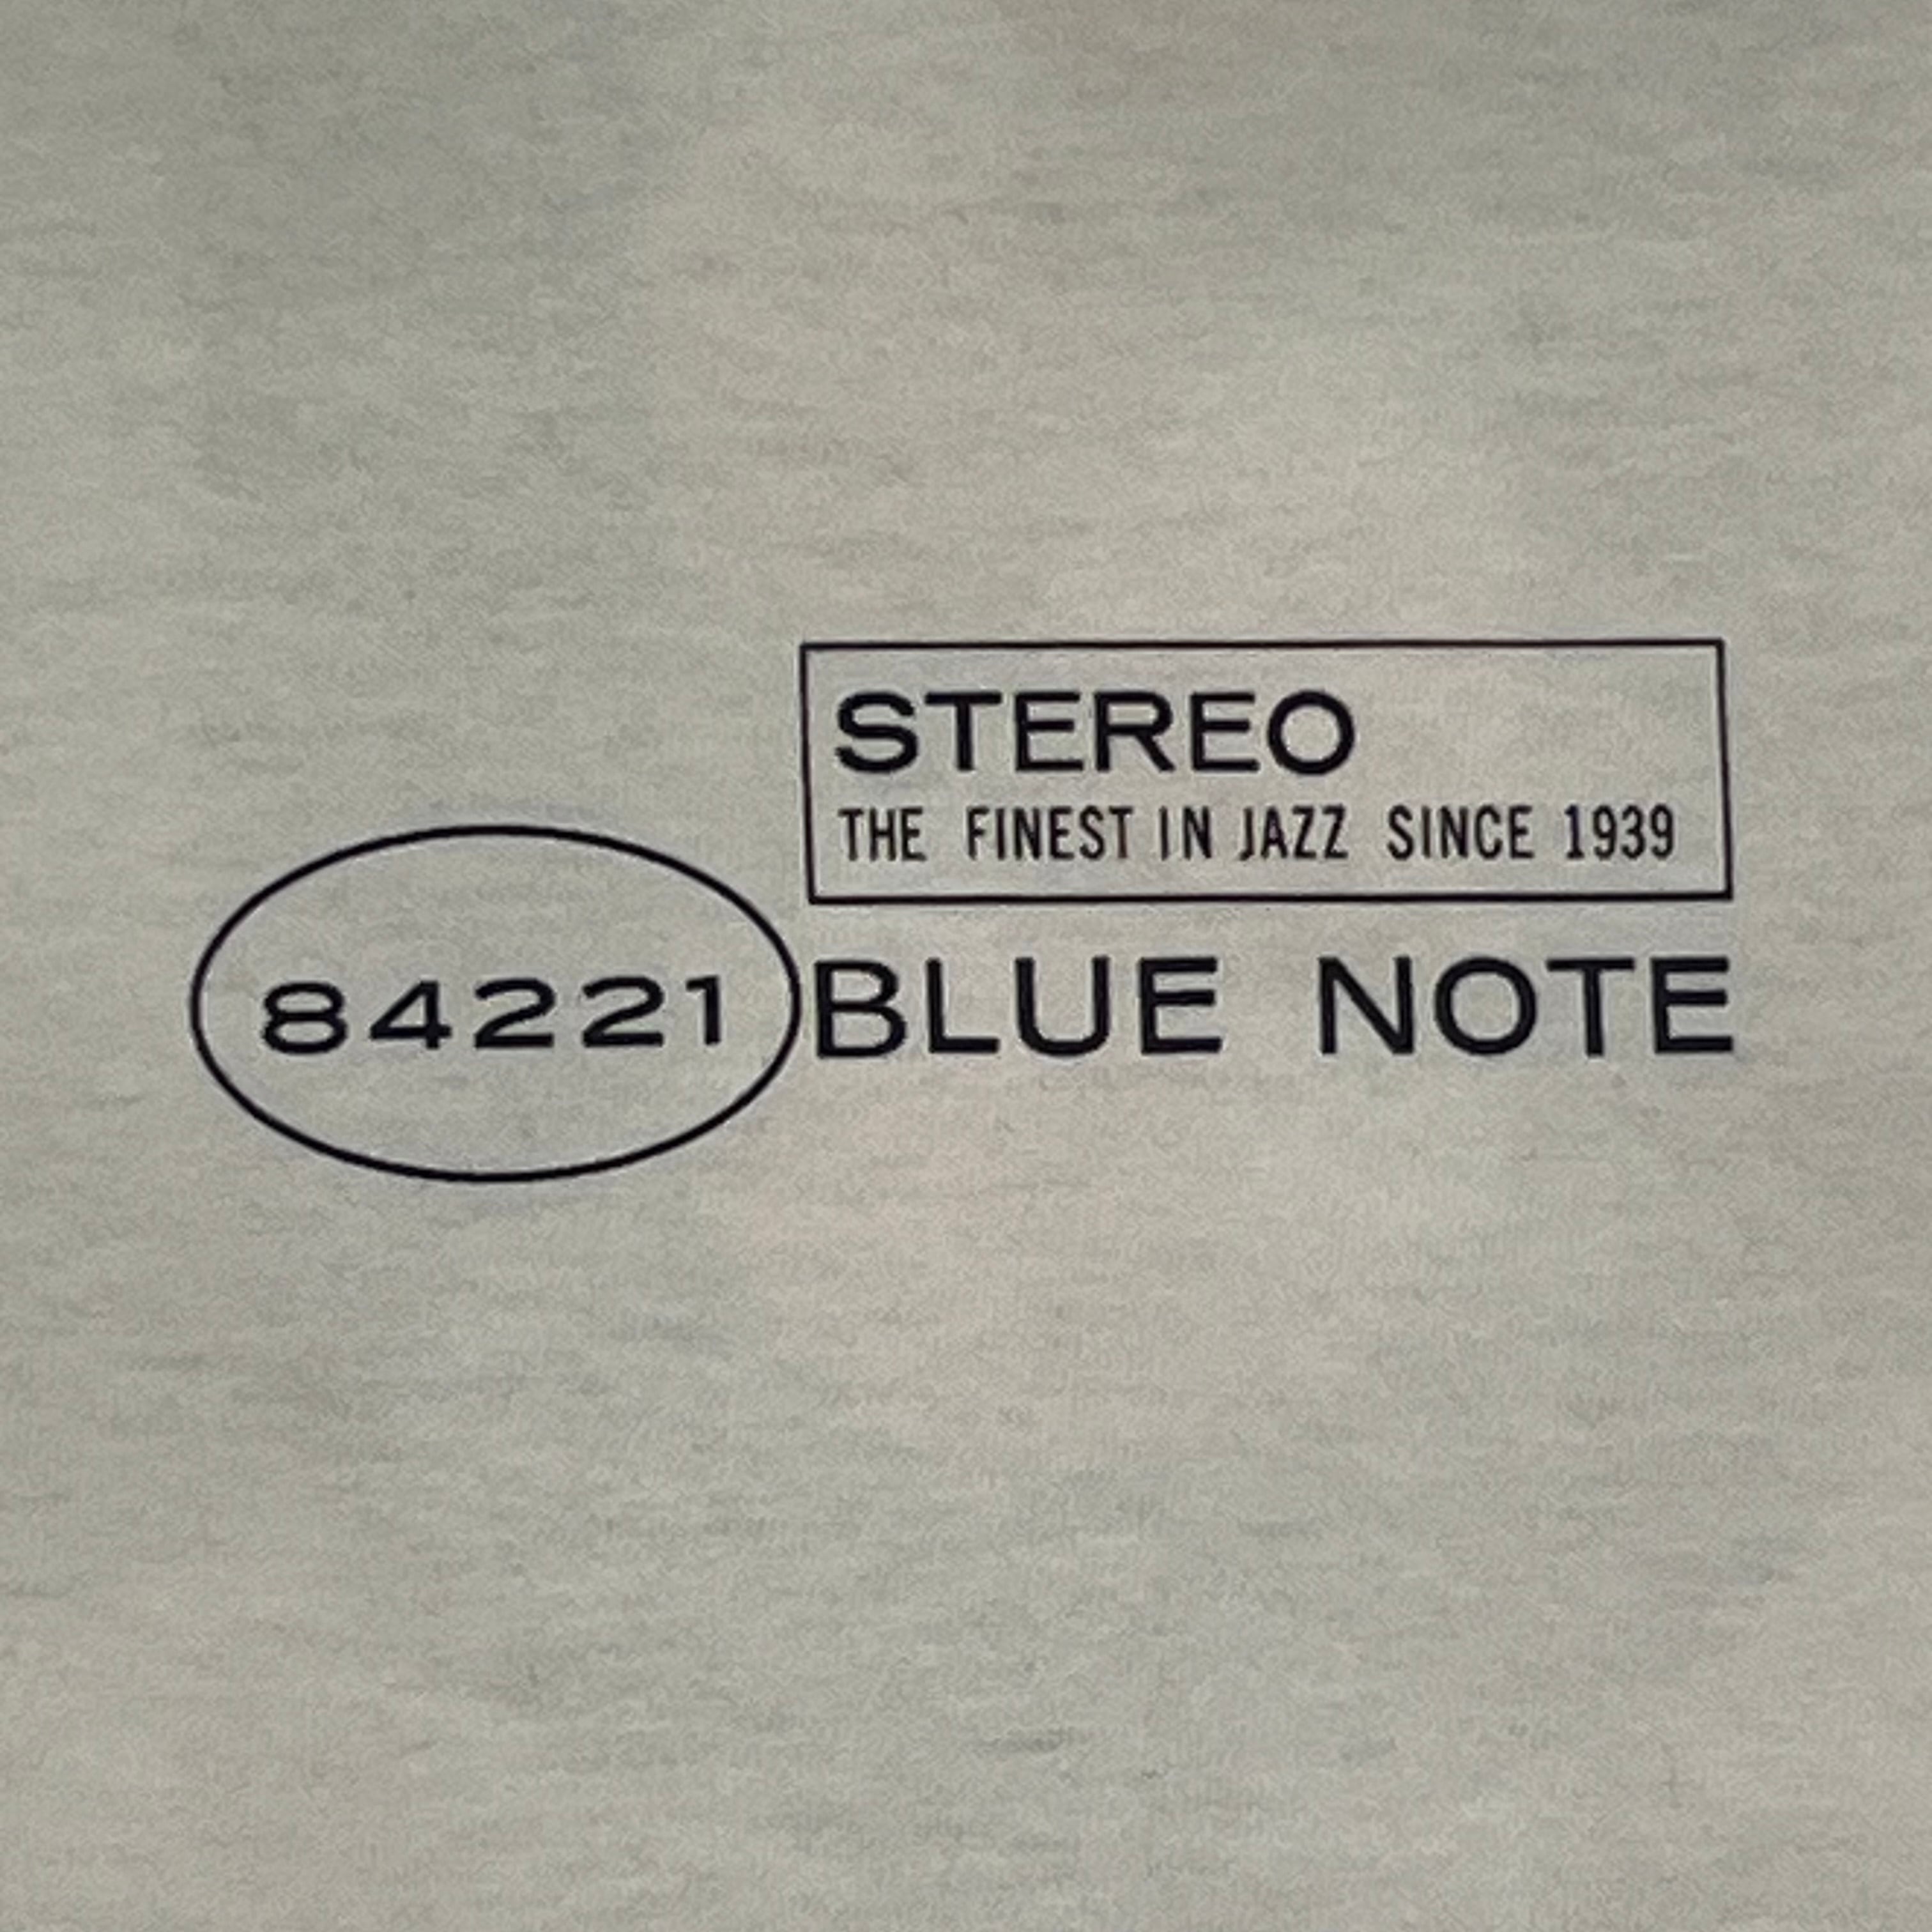 STEREO
THE FINEST IN JAZZ SINCE 1939
84221
BLUE NOTE